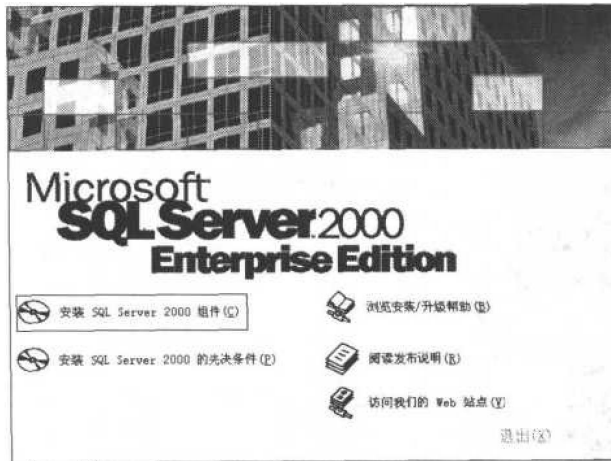 Microsoft
SQL Server 2000
Enterprise Edition
安装 SQL Server 2000 组件(C)
安装 SQL Server 2000 的先决条件(P)
浏览安装/升级帮助(B)
阅读发布说明(R)
访问我们的 Web 站点(V)
退出(X)